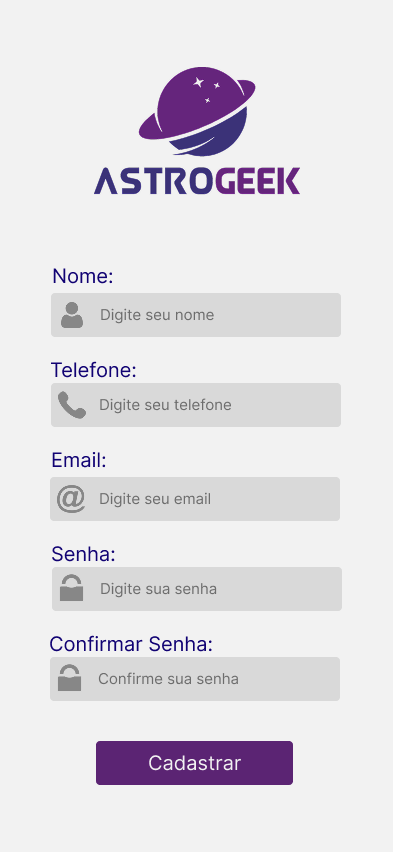 ASTROGEEK
Nome:
Digite seu nome
Telefone:
Digite seu telefone
Email:
Digite seu email
Senha:
Digite sua senha
Confirmar Senha:
Confirme sua senha
Cadastrar